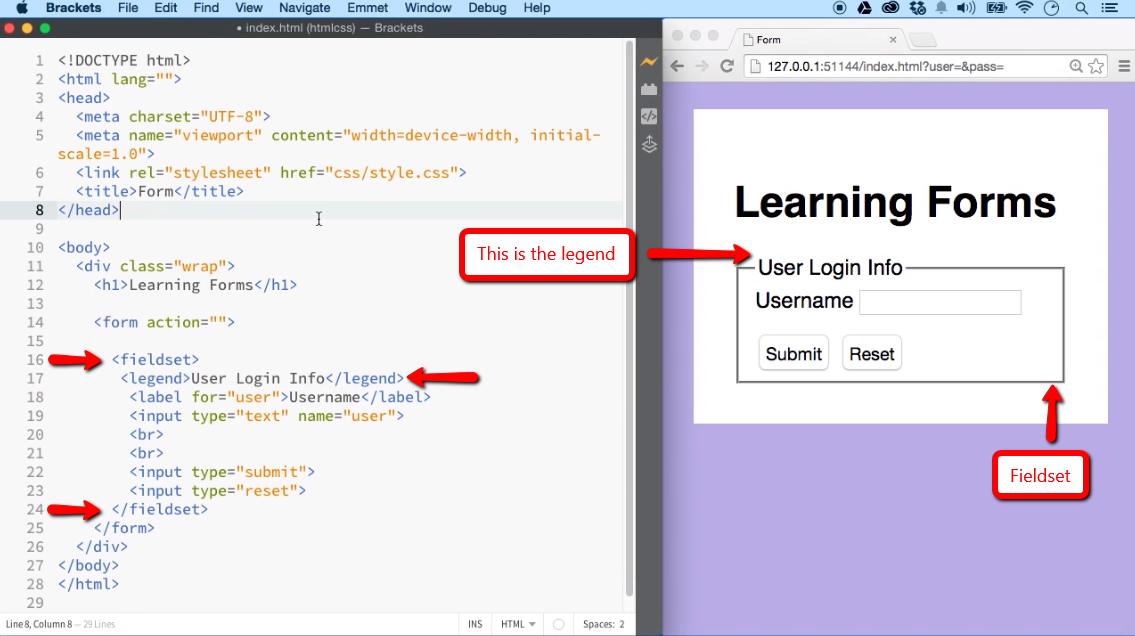 Brackets File Edit Find View Navigate Emmet Window Debug Help
• index.html (htmlcss) — Brackets
1 <!DOCTYPE html>
2 <html lang="">
3 <head>
4 <meta charset="UTF-8">
5 <meta name="viewport" content="width=device-width, initial-
scale=1.0">
6 <link rel="stylesheet" href="css/style.css">
7 <title>Form</title>
8 </head>
9
10 <body>
11 <div class="wrap">
12 <h1>Learning Forms</h1>
13
14 <form action="">
15
16 <fieldset>
17 <legend>User Login Info</legend>
18 <label for="user">Username</label>
19 <input type="text" name="user">
20 <br>
21 <br>
22 <input type="submit">
23 <input type="reset">
24 </fieldset>
25 </form>
26 </div>
27 </body>
28 </html>
29
Line 8, Column 8 — 29 Lines
INS HTML Spaces: 2
Form
127.0.0.1:51144/index.html?user=&pass=
Learning Forms
This is the legend
User Login Info
Username
Submit Reset
Fieldset